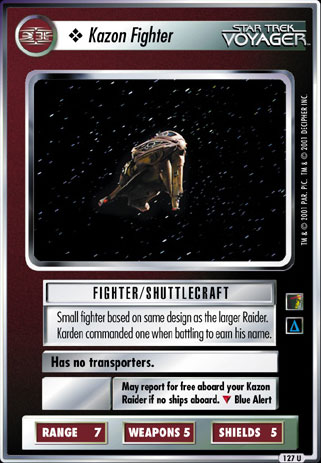 ❖ Kazon Fighter
STAR TREK
VOYAGER™
TM & © 2001 PAR. PIC. TM & © 2001 DECIPHER INC.
FIGHTER/SHUTTLECRAFT
Small fighter based on same design as the larger Raider.
Karden commanded one when battling to earn his name.
Has no transporters.
May report for free aboard your Kazon
Raider if no ships aboard. ▼ Blue Alert
RANGE 7 WEAPONS 5 SHIELDS 5
127 U